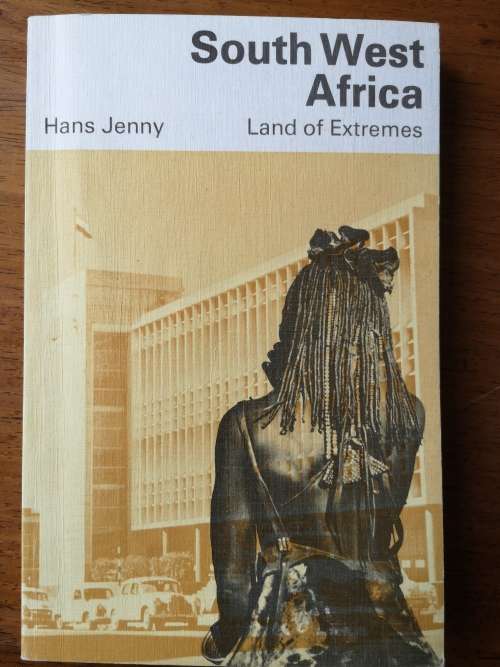 South West
Africa
Hans Jenny
Land of Extremes